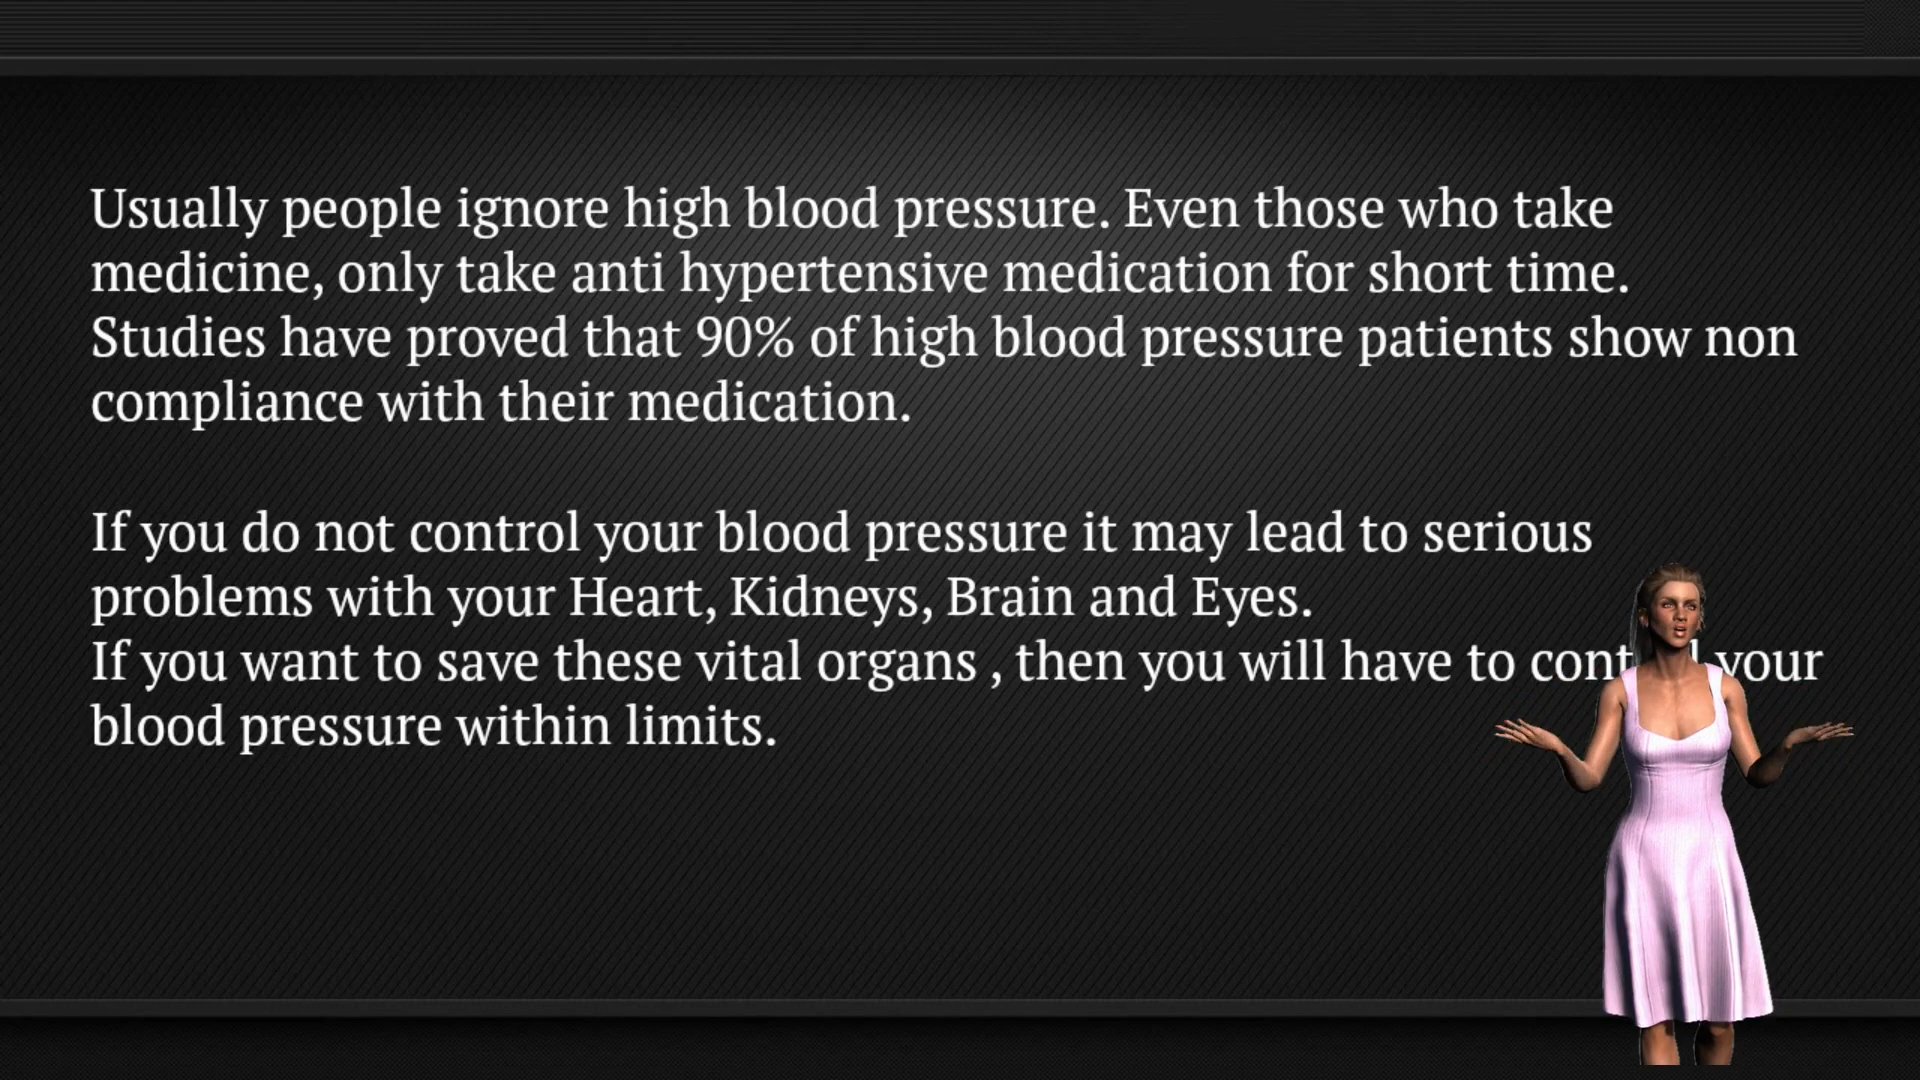 Usually people ignore high blood pressure. Even those who take
medicine, only take anti hypertensive medication for short time.
Studies have proved that 90% of high blood pressure patients show non
compliance with their medication.
If you do not control your blood pressure it may lead to serious
problems with your Heart, Kidneys, Brain and Eyes.
If you want to save these vital organs , then you will have to control your
blood pressure within limits.